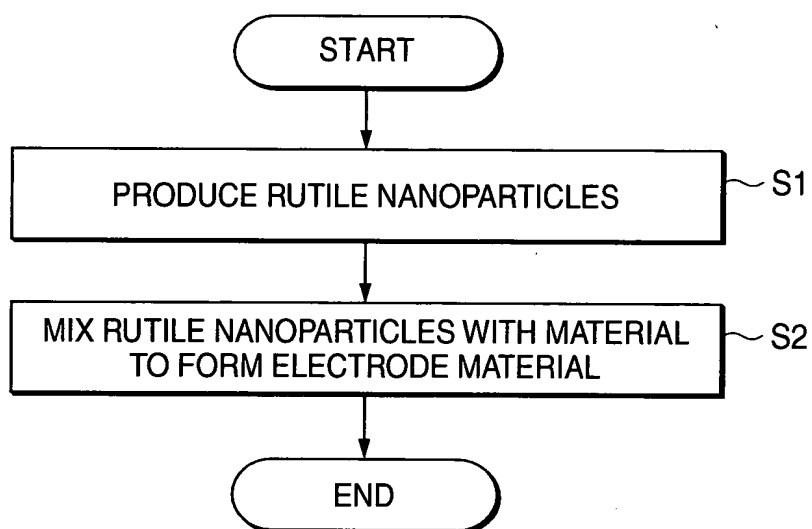 START
PRODUCE RUTILE NANOPARTICLES
S1
MIX RUTILE NANOPARTICLES WITH MATERIAL
TO FORM ELECTRODE MATERIAL
S2
END